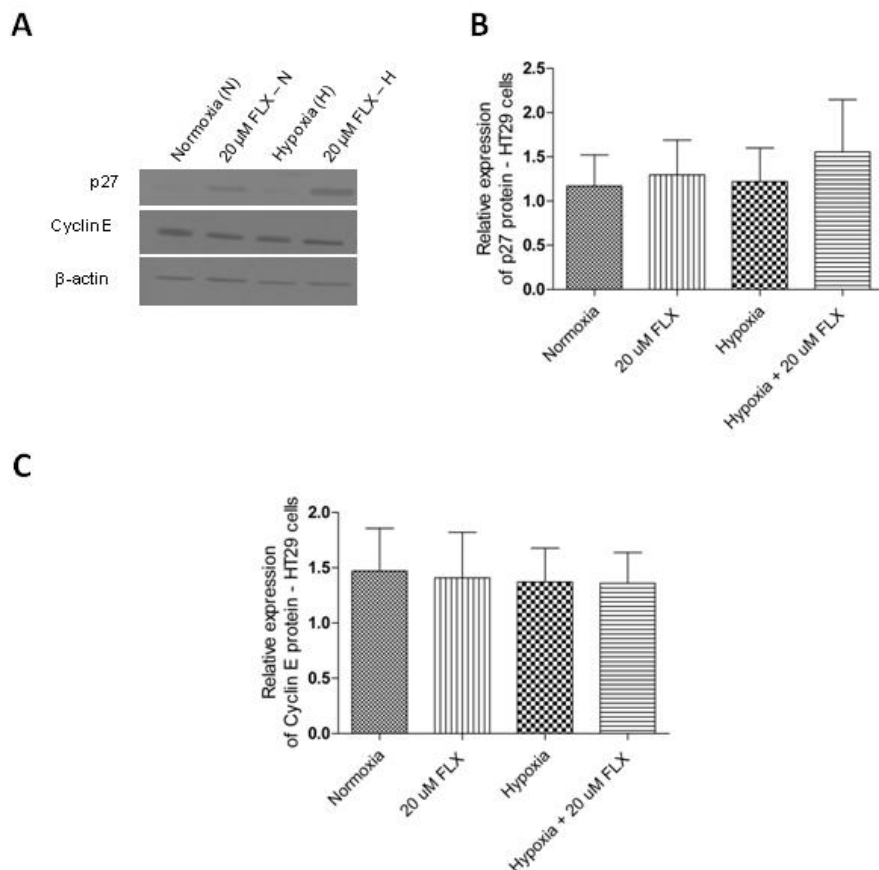 A
Normoxia (N)
20 µM FLX – N
Hypoxia (H)
20 µM FLX – H
p27
Cyclin E
β-actin
B
Relative expression
of p27 protein - HT29 cells
2.5
2.0
1.5
1.0
0.5
0.0
Normoxia
20 uM FLX
Hypoxia
Hypoxia + 20 uM FLX
C
Relative expression
of Cyclin E protein - HT29 cells
2.0
1.5
1.0
0.5
0.0
Normoxia
20 uM FLX
Hypoxia
Hypoxia + 20 uM FLX